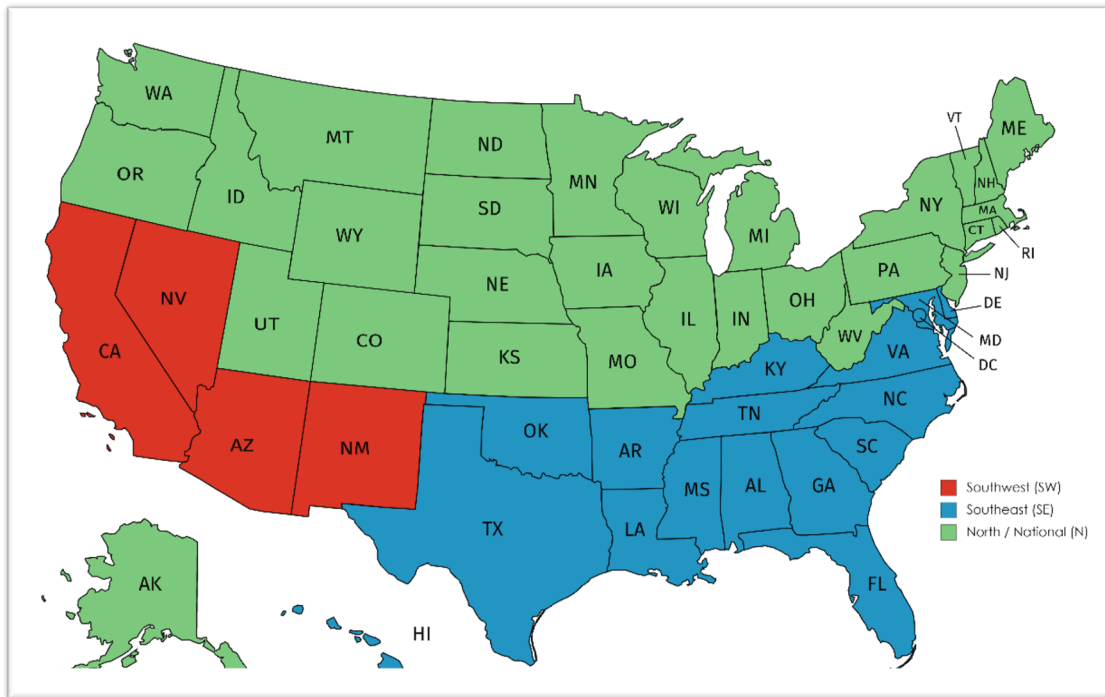 WA
MT
ND
MN
VT
ME
OR
ID
SD
WI
NH
NY
MA
WY
MI
CT
RI
IA
PA
NJ
NE
NV
OH
DE
UT
IL
IN
CO
WV
MD
CA
KS
MO
VA
DC
KY
NC
TN
OK
AZ
NM
AR
SC
MS
AL
GA
Southwest (SW)
Southeast (SE)
TX
LA
North / National (N)
AK
FL
HI